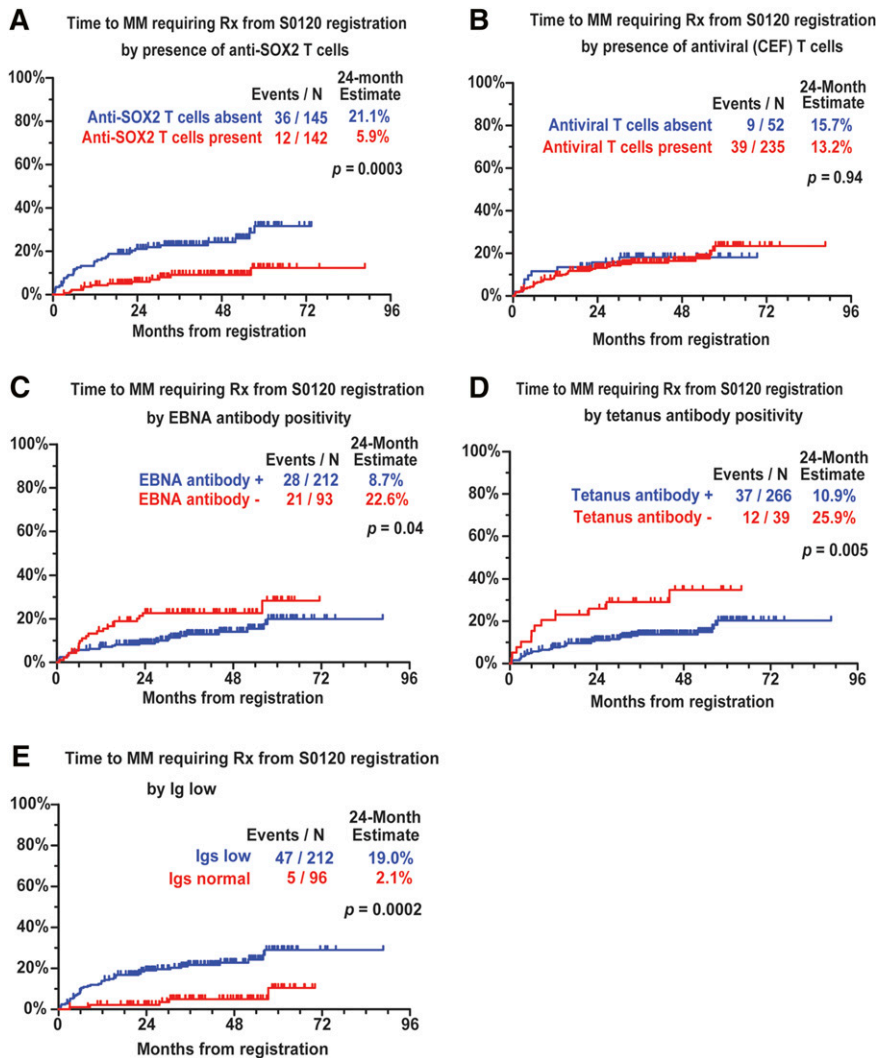 A Time to MM requiring Rx from S0120 registration
by presence of anti-SOX2 T cells
Events / N 24-month Estimate
Anti-SOX2 T cells absent 36 / 145 21.1%
Anti-SOX2 T cells present 12 / 142 5.9%
p = 0.0003
100%
80%
60%
40%
20%
0%
0 24 48 72 96
Months from registration
B Time to MM requiring Rx from S0120 registration
by presence of antiviral (CEF) T cells
Events / N 24-Month Estimate
Antiviral T cells absent 9 / 52 15.7%
Antiviral T cells present 39 / 235 13.2%
p = 0.94
100%
80%
60%
40%
20%
0%
0 24 48 72 96
Months from registration
C Time to MM requiring Rx from S0120 registration
by EBNA antibody positivity
Events / N 24-Month Estimate
EBNA antibody + 28 / 212 8.7%
EBNA antibody - 21 / 93 22.6%
p = 0.04
100%
80%
60%
40%
20%
0%
0 24 48 72 96
Months from registration
D Time to MM requiring Rx from S0120 registration
by tetanus antibody positivity
Events / N 24-Month Estimate
Tetanus antibody + 37 / 266 10.9%
Tetanus antibody - 12 / 39 25.9%
p = 0.005
100%
80%
60%
40%
20%
0%
0 24 48 72 96
Months from registration
E Time to MM requiring Rx from S0120 registration
by Ig low
Events / N 24-Month Estimate
Igs low 47 / 212 19.0%
Igs normal 5 / 96 2.1%
p = 0.0002
100%
80%
60%
40%
20%
0%
0 24 48 72 96
Months from registration